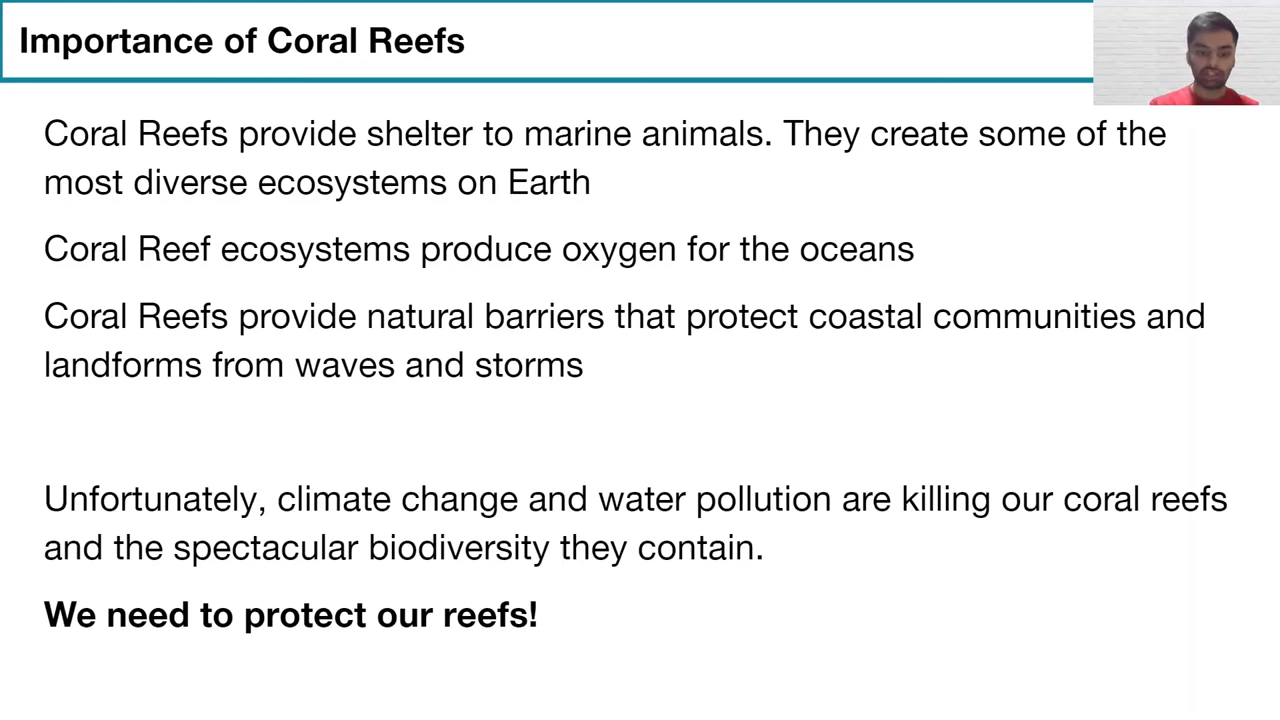 Importance of Coral Reefs
Coral Reefs provide shelter to marine animals. They create some of the
most diverse ecosystems on Earth
Coral Reef ecosystems produce oxygen for the oceans
Coral Reefs provide natural barriers that protect coastal communities and
landforms from waves and storms
Unfortunately, climate change and water pollution are killing our coral reefs
and the spectacular biodiversity they contain.
We need to protect our reefs!